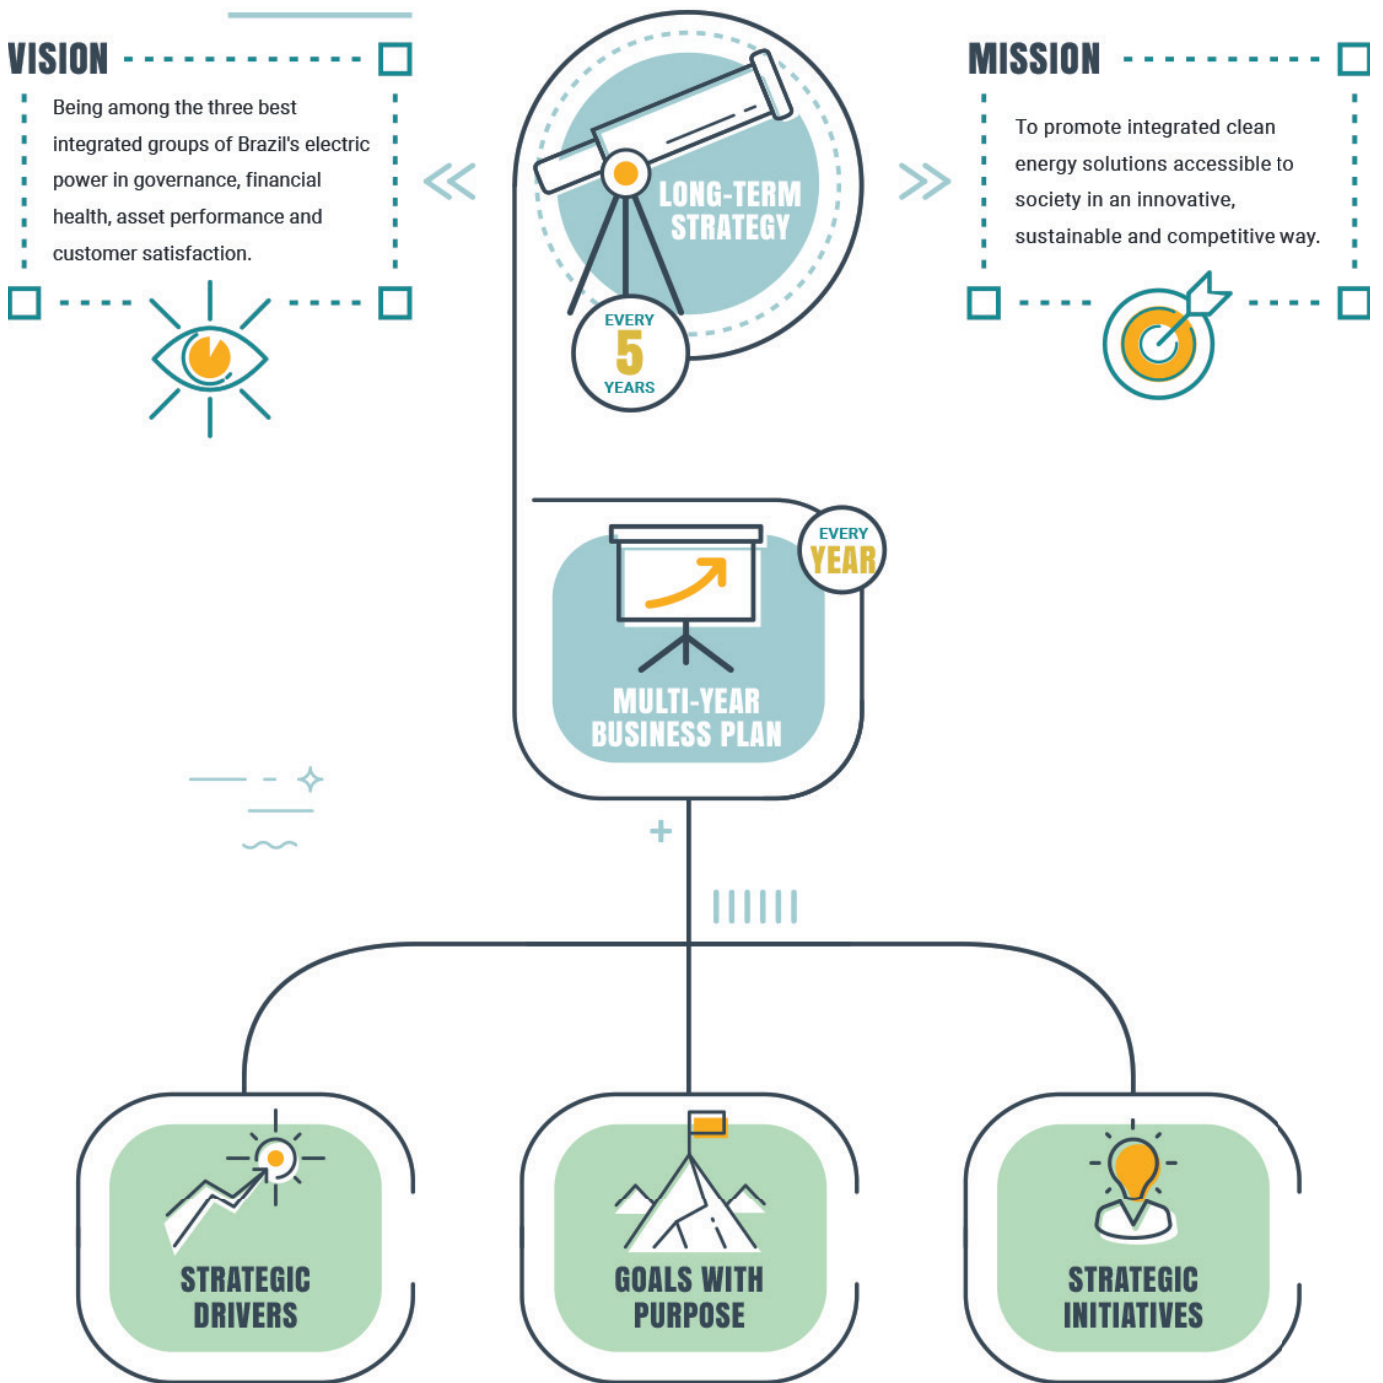 VISION
Being among the three best
integrated groups of Brazil's electric
power in governance, financial
health, asset performance and
customer satisfaction.
LONG-TERM
STRATEGY
EVERY
5
YEARS
MISSION
To promote integrated clean
energy solutions accessible to
society in an innovative,
sustainable and competitive way.
EVERY
YEAR
MULTI-YEAR
BUSINESS PLAN
STRATEGIC
DRIVERS
GOALS WITH
PURPOSE
STRATEGIC
INITIATIVES